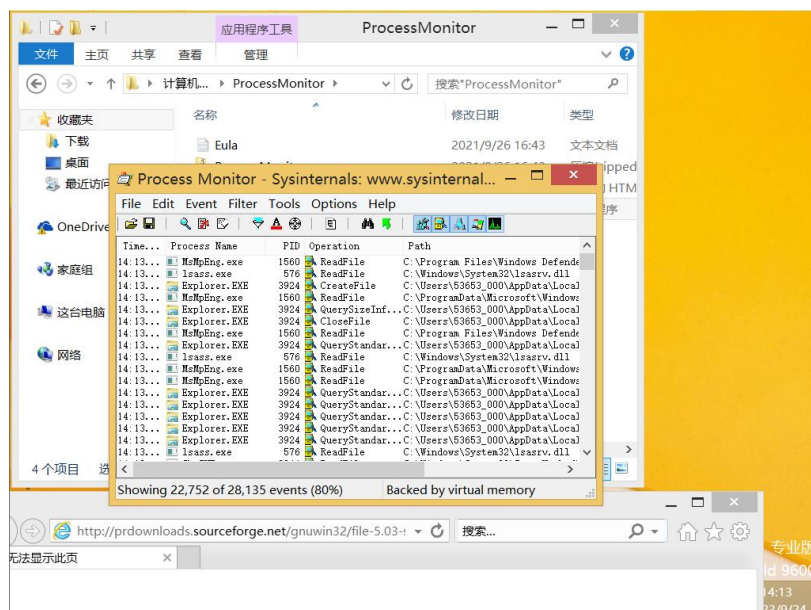 应用程序工具 ProcessMonitor
文件 主页 共享 查看 管理
计算机... ProcessMonitor 搜索"ProcessMonitor"
名称 修改日期 类型
收藏夹
下载
桌面
最近访问
OneDrive
家庭组
这台电脑
网络
Eula 2021/9/26 16:43 文本文档
4 个项目
Process Monitor - Sysinternals: www.sysinternal...
File Edit Event Filter Tools Options Help
Time... Process Name PID Operation Path
14:13... MsMpEng.exe 1560 ReadFile C:\Program Files\Windows Defende
14:13... lsass.exe 576 ReadFile C:\Windows\System32\lsasrv.dll
14:13... Explorer.EXE 3924 CreateFile C:\Users\53653_000\AppData\Local
14:13... MsMpEng.exe 1560 ReadFile C:\ProgramData\Microsoft\Windows
14:13... Explorer.EXE 3924 QuerySizeInf...C:\Users\53653_000\AppData\Local
14:13... Explorer.EXE 3924 CloseFile C:\Users\53653_000\AppData\Local
14:13... MsMpEng.exe 1560 ReadFile C:\Program Files\Windows Defende
14:13... Explorer.EXE 3924 QueryStandar...C:\Users\53653_000\AppData\Local
14:13... lsass.exe 576 ReadFile C:\Windows\System32\lsasrv.dll
14:13... MsMpEng.exe 1560 ReadFile C:\ProgramData\Microsoft\Windows
14:13... MsMpEng.exe 1560 ReadFile C:\ProgramData\Microsoft\Windows
14:13... Explorer.EXE 3924 QueryStandar...C:\Users\53653_000\AppData\Local
14:13... Explorer.EXE 3924 QueryStandar...C:\Users\53653_000\AppData\Local
14:13... Explorer.EXE 3924 QueryStandar...C:\Users\53653_000\AppData\Local
14:13... Explorer.EXE 3924 QueryStandar...C:\Users\53653_000\AppData\Local
14:13... lsass.exe 576 ReadFile C:\Windows\System32\lsasrv.dll
Showing 22,752 of 28,135 events (80%) Backed by virtual memory
http://prdownloads.sourceforge.net/gnuwin32/file-5.03-s 搜索...
无法显示此页
专业版
ld 9600
14:13